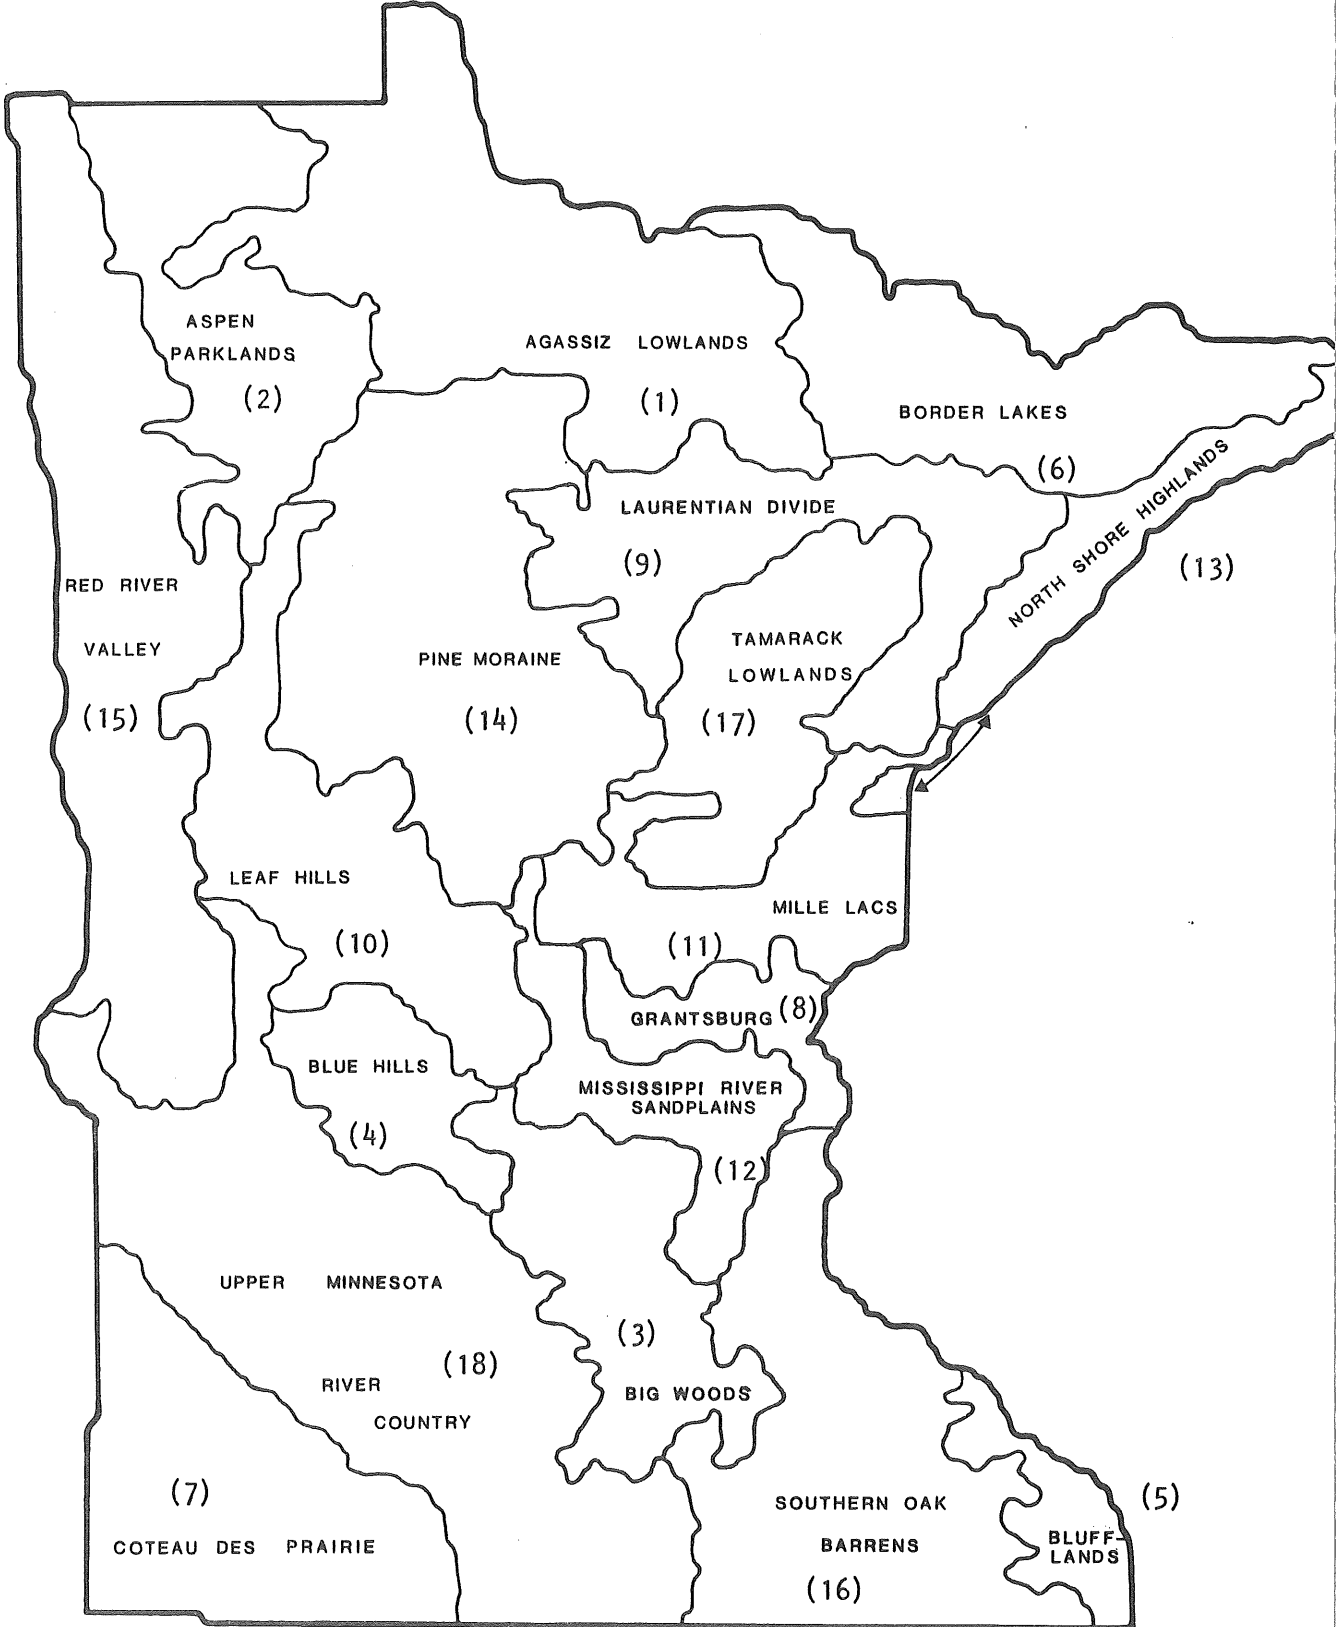 ASPEN
PARKLANDS
(2)
AGASSIZ LOWLANDS
(1)
BORDER LAKES
(6)
LAURENTIAN DIVIDE
(9)
NORTH SHORE HIGHLANDS
(13)
RED RIVER
VALLEY
(15)
PINE MORAINE
(14)
TAMARACK
LOWLANDS
(17)
LEAF HILLS
(10)
MILLE LACS
(11)
GRANTSBURG (8)
BLUE HILLS
(4)
MISSISSIPPI RIVER
SANDPLAINS
(12)
UPPER MINNESOTA
(18)
RIVER
COUNTRY
(3)
BIG WOODS
(7)
COTEAU DES PRAIRIE
SOUTHERN OAK
BARRENS
(16)
(5)
BLUFF-
LANDS